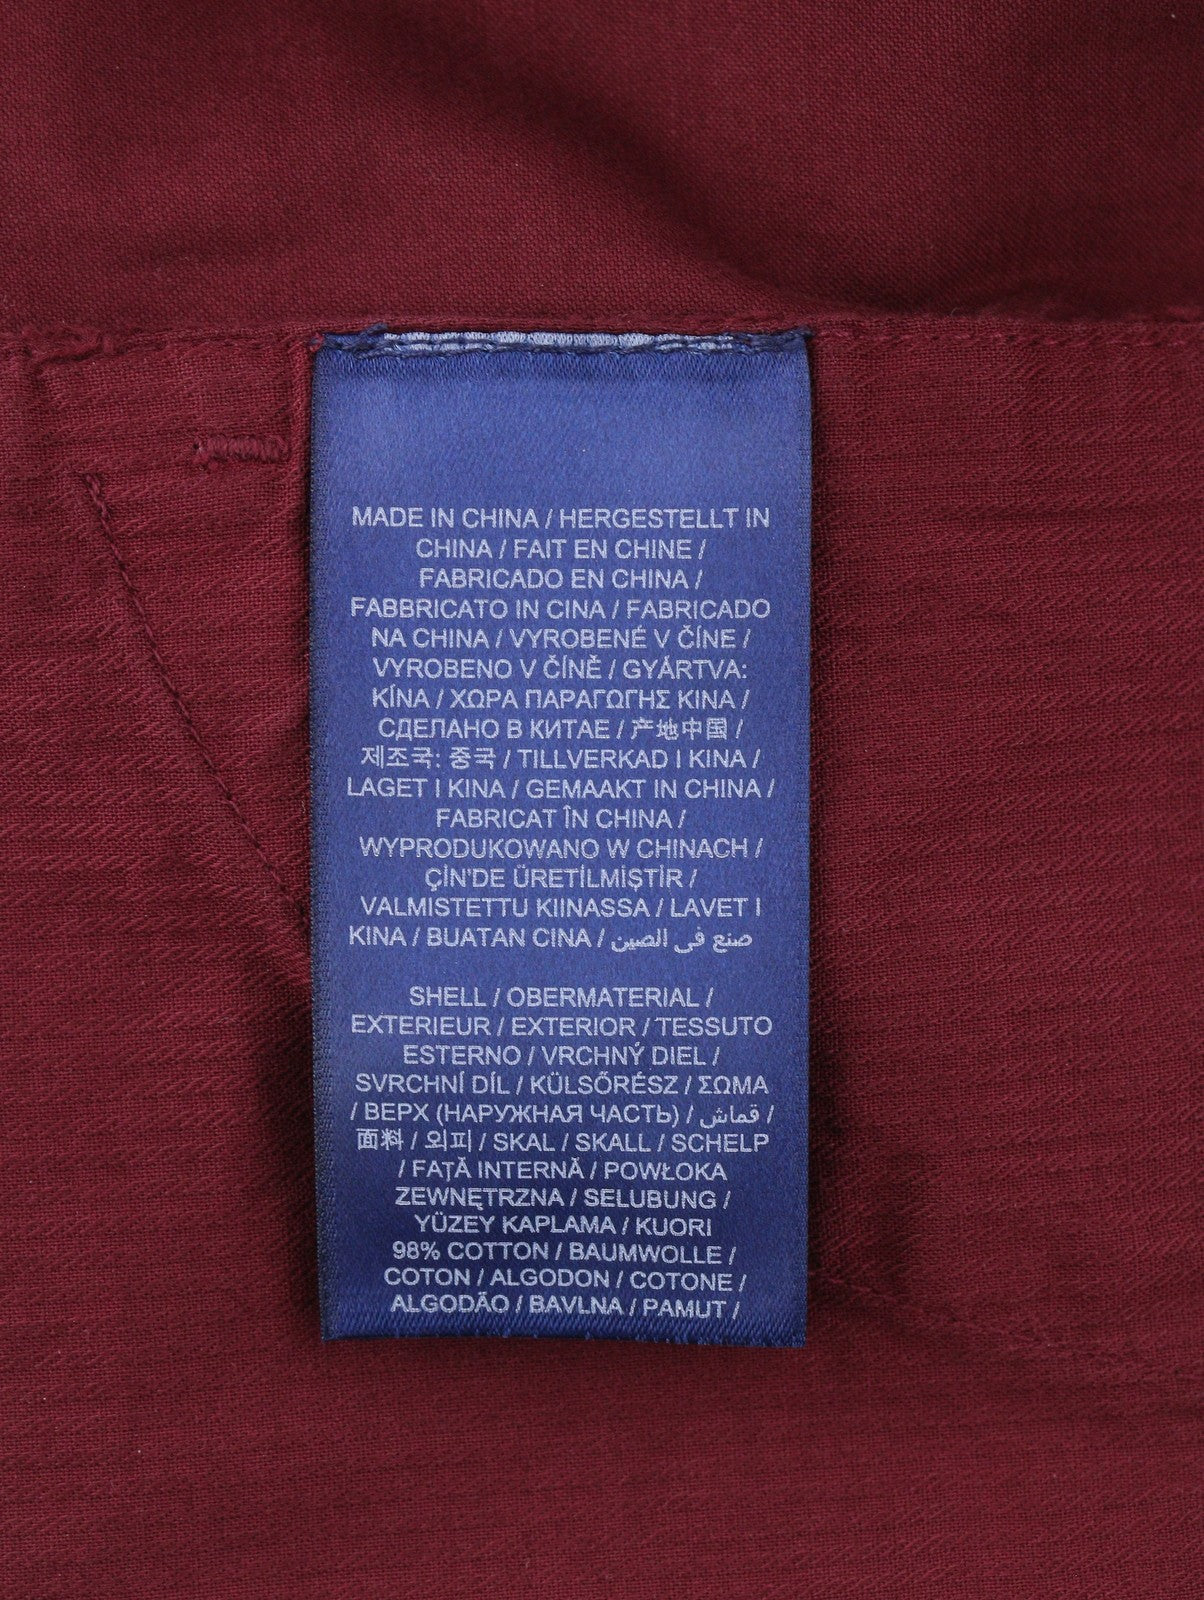 MADE IN CHINA / HERGESTELLT IN
CHINA / FAIT EN CHINE /
FABRICADO EN CHINA /
FABBRICATO IN CINA / FABRICADO
NA CHINA / VYROBENÉ V ČÍNE /
VYROBENO V ČÍNĚ / GYÁRTVA:
KÍNA / ΧΩΡΑ ΠΑΡΑΓΩΓΗΣ ΚΙΝΑ /
СДЕЛАНО В КИТАЕ / 产地中国 /
제조국: 중국 / TILLVERKAD I KINA /
LAGET I KINA / GEMAAKT IN CHINA /
FABRICAT ÎN CHINA /
WYPRODUKOWANO W CHINACH /
ÇİN'DE ÜRETİLMİŞTİR /
VALMISTETTU KIINASSA / LAVET I
KINA / BUATAN CINA / صنع في الصين
SHELL / OBERMATERIAL /
EXTERIEUR / EXTERIOR / TESSUTO
ESTERNO / VRCHNÝ DIEL /
SVRCHNÍ DÍL / KÜLSŐRÉSZ / ΣΩΜΑ
/ ВЕРХ (НАРУЖНАЯ ЧАСТЬ) / قماش /
面料 / 외피 / SKAL / SKALL / SCHELP
/ FAȚĂ INTERNĂ / POWŁOKA
ZEWNĘTRZNA / SELUBUNG /
YÜZEY KAPLAMA / KUORI
98% COTTON / BAUMWOLLE /
COTON / ALGODON / COTONE /
ALGODÃO / BAVLNA / PAMUT /